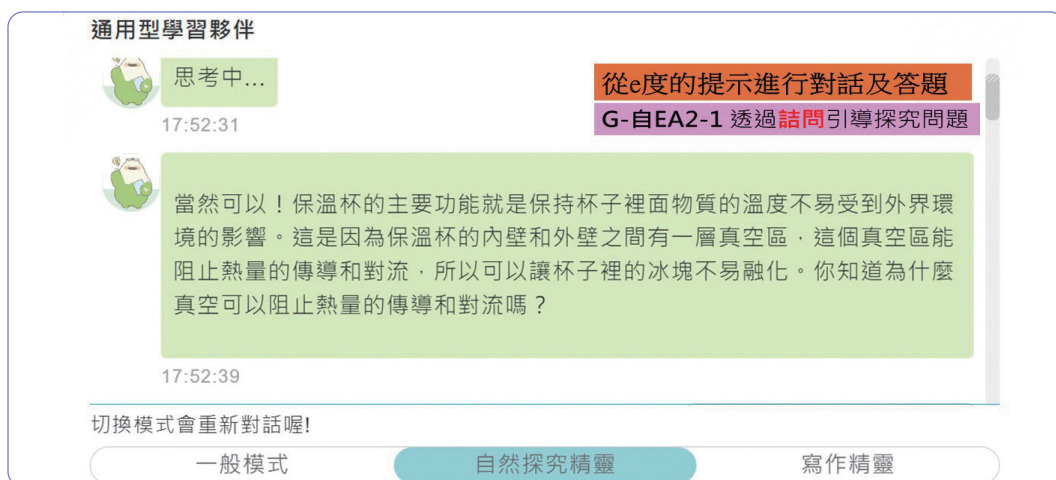 通用型學習夥伴
思考中...
從e度的提示進行對話及答題
17:52:31
G-自EA2-1 透過詰問引導探究問題
當然可以！保溫杯的主要功能就是保持杯子裡面物質的溫度不易受到外界環
境的影響。這是因為保溫杯的內壁和外壁之間有一層真空區，這個真空區能
阻止熱量的傳導和對流，所以可以讓杯子裡的冰塊不易融化。你知道為什麼
真空可以阻止熱量的傳導和對流嗎？
17:52:39
切換模式會重新對話喔!
一般模式
自然探究精靈
寫作精靈